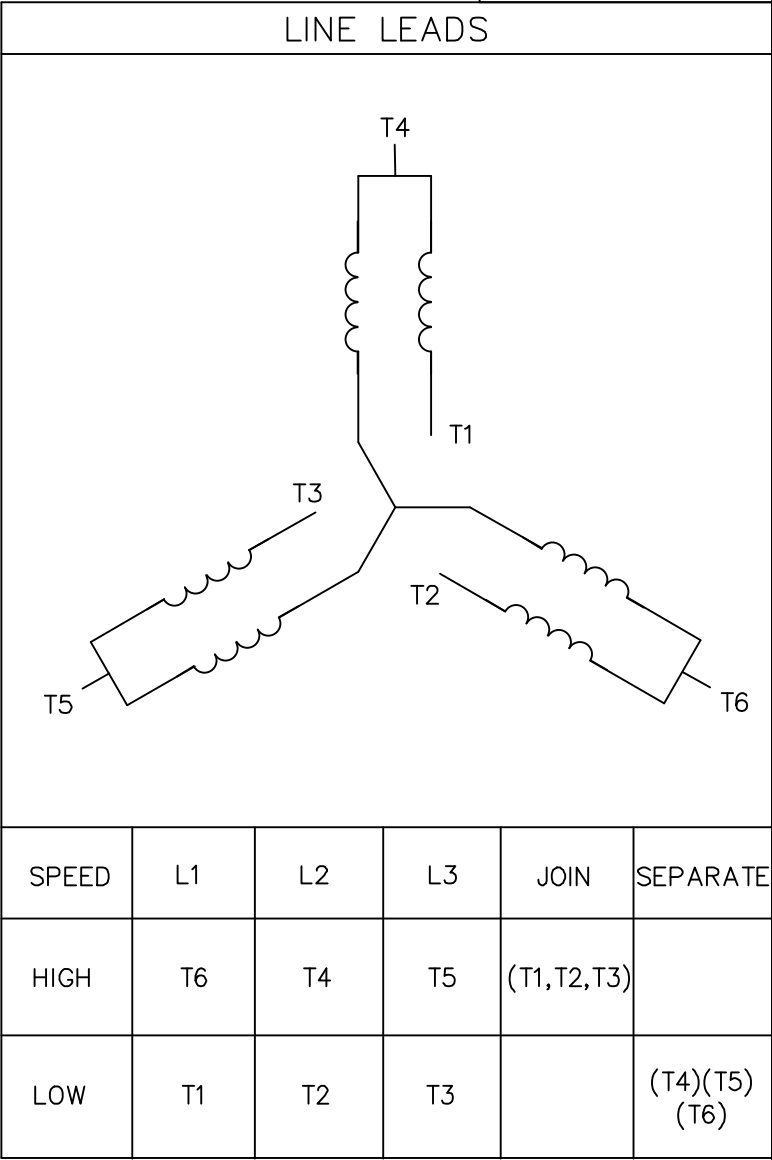 LINE LEADS
T4
T1
T3
T2
T5
T6
SPEED L1 L2 L3 JOIN SEPARATE
HIGH T6 T4 T5 (T1,T2,T3)
LOW T1 T2 T3 (T4)(T5)
(T6)